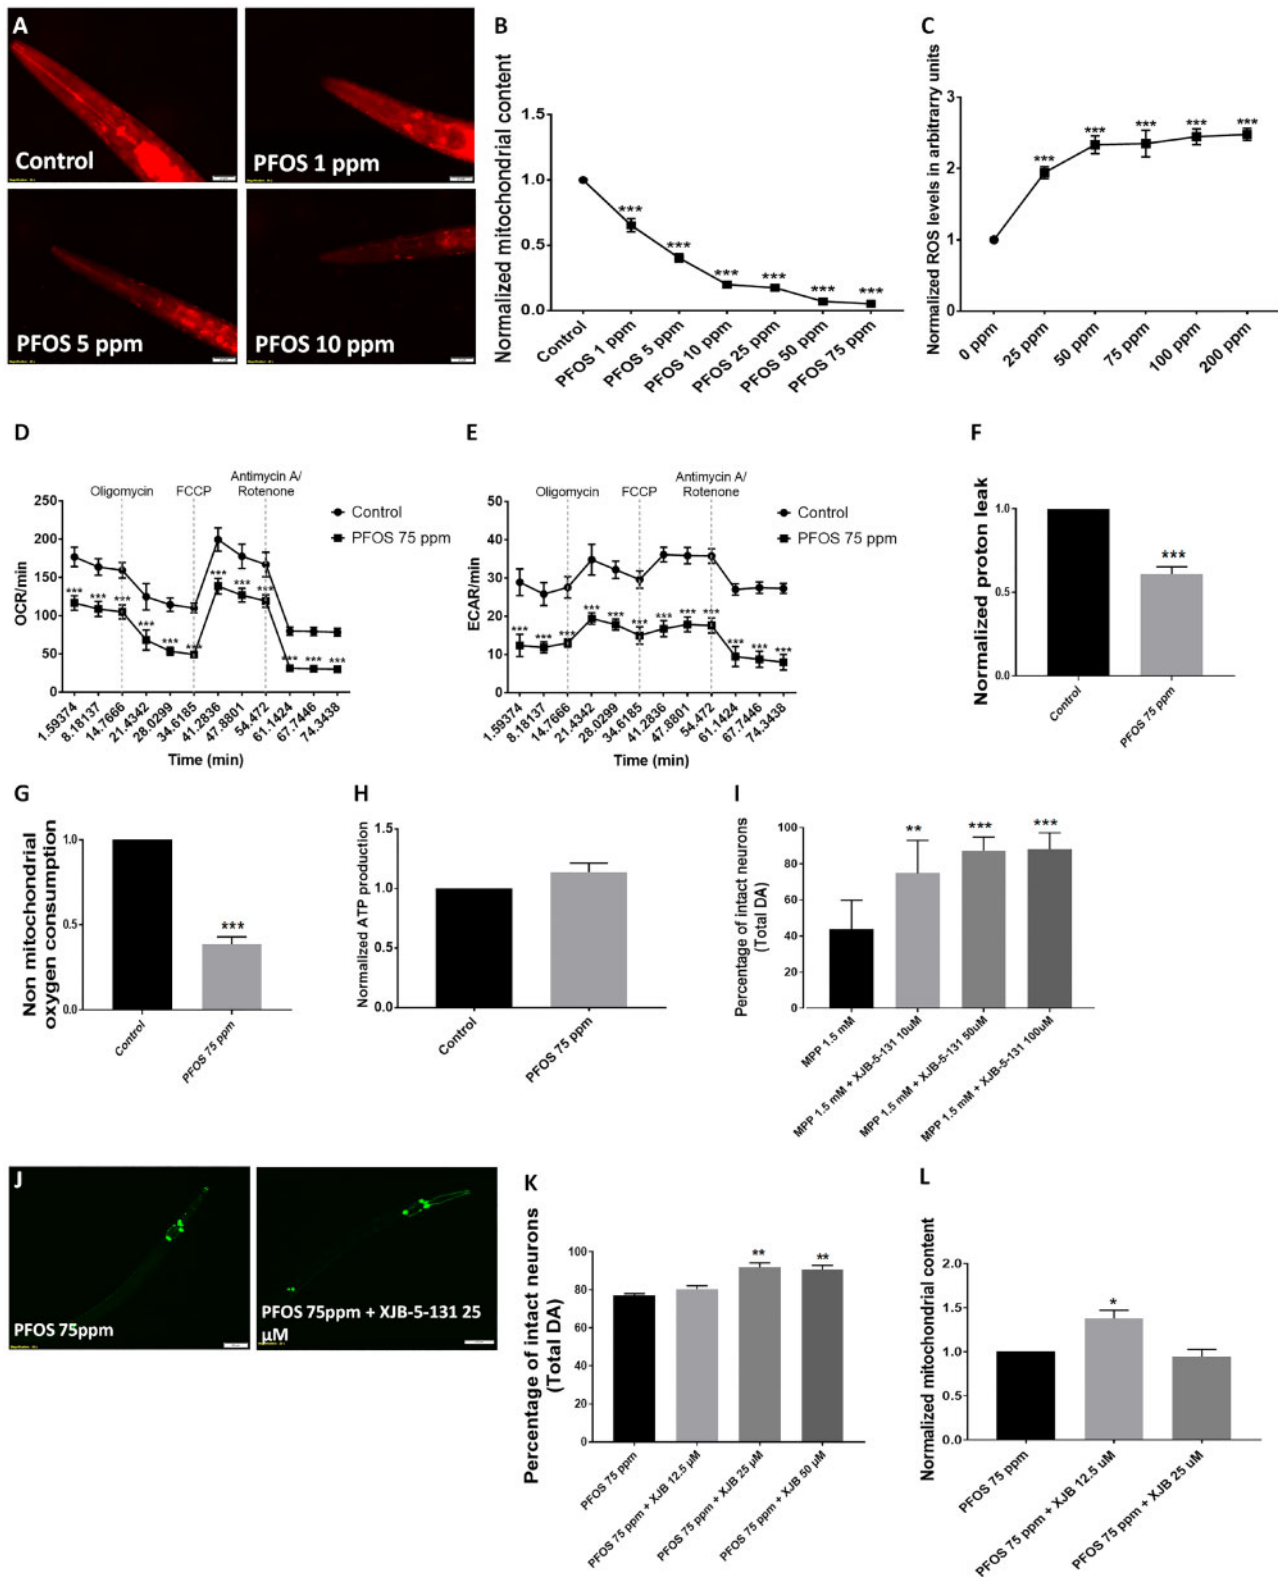 A
Control
PFOS 1 ppm
PFOS 5 ppm
PFOS 10 ppm
B
Normalized mitochondrial content
1.5
1.0
0.5
0.0
***
***
***
***
***
***
Control
PFOS 1 ppm
PFOS 5 ppm
PFOS 10 ppm
PFOS 25 ppm
PFOS 50 ppm
PFOS 75 ppm
C
Normalized ROS levels in arbitrarry units
3
2
1
0
***
***
***
***
***
0 ppm
25 ppm
50 ppm
75 ppm
100 ppm
200 ppm
D
Oligomycin
FCCP
Antimycin A/
Rotenone
Control
PFOS 75 ppm
OCR/min
250
200
150
100
50
0
***
***
***
***
***
***
***
***
***
***
***
***
1.59374
8.18137
14.7666
21.4342
28.0299
34.6185
41.2836
47.8801
54.472
61.1424
67.7446
74.3438
Time (min)
E
Oligomycin
FCCP
Antimycin A/
Rotenone
Control
PFOS 75 ppm
ECAR/min
50
40
30
20
10
0
***
***
***
***
***
***
***
***
***
***
***
***
1.59374
8.18137
14.7666
21.4342
28.0299
34.6185
41.2836
47.8801
54.472
61.1424
67.7446
74.3438
Time (min)
F
Normalized proton leak
1.0
0.5
0.0
***
Control
PFOS 75 ppm
G
Non mitochondrial
oxygen consumption
1.0
0.5
0.0
***
Control
PFOS 75 ppm
H
Normalized ATP production
1.5
1.0
0.5
0.0
Control
PFOS 75 ppm
I
Percentage of intact neurons
(Total DA)
100
80
60
40
20
0
**
***
***
MPP 1.5 mM
MPP 1.5 mM + XJB-5-131 10uM
MPP 1.5 mM + XJB-5-131 50uM
MPP 1.5 mM + XJB-5-131 100uM
J
PFOS 75ppm
PFOS 75ppm + XJB-5-131 25
µM
K
Percentage of intact neurons
(Total DA)
100
80
60
40
20
0
**
**
PFOS 75 ppm
PFOS 75 ppm + XJB 12.5 µM
PFOS 75 ppm + XJB 25 µM
PFOS 75 ppm + XJB 50 µM
L
Normalized mitochondrial content
2.0
1.5
1.0
0.5
0.0
*
PFOS 75 ppm
PFOS 75 ppm + XJB 12.5 uM
PFOS 75 ppm + XJB 25 uM